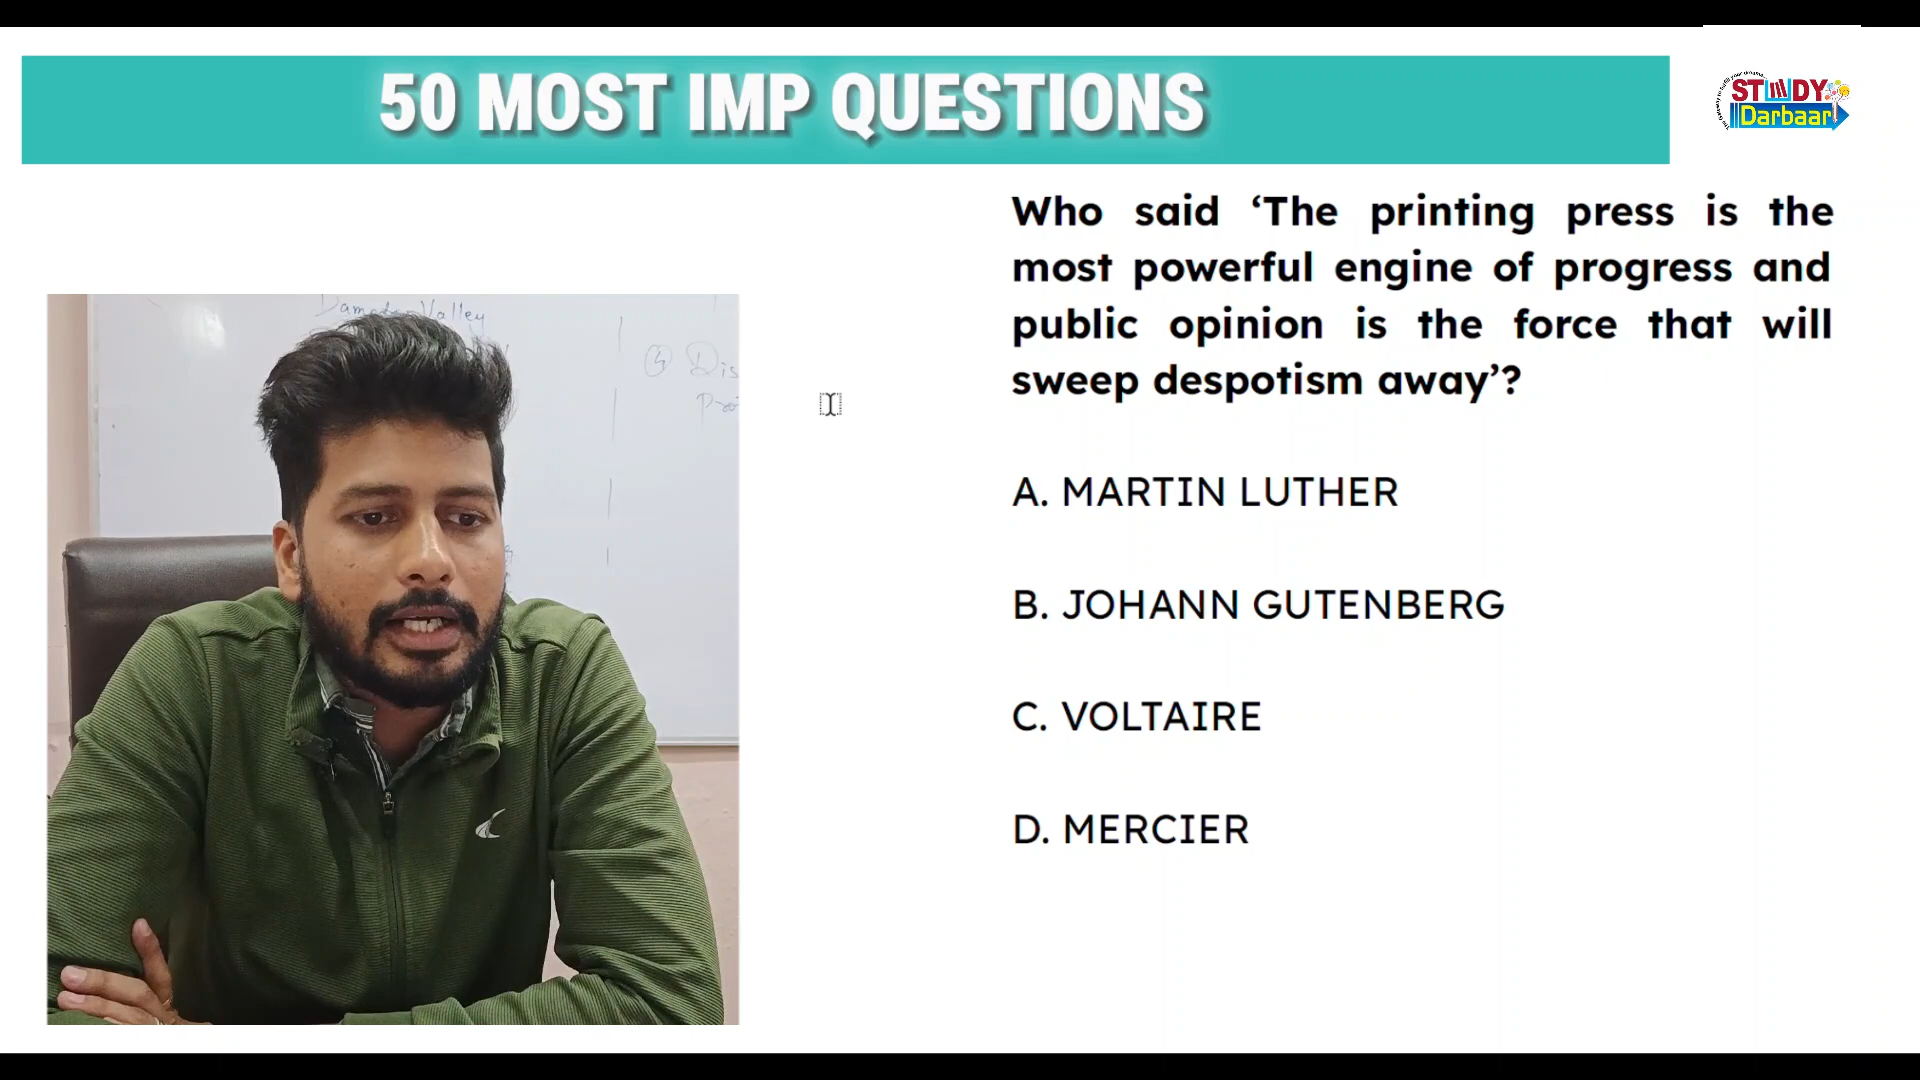 50 MOST IMP QUESTIONS
STUDY
Darbaar
Who said ‘The printing press is the
most powerful engine of progress and
public opinion is the force that will
sweep despotism away’?
A. MARTIN LUTHER
B. JOHANN GUTENBERG
C. VOLTAIRE
D. MERCIER
Valley